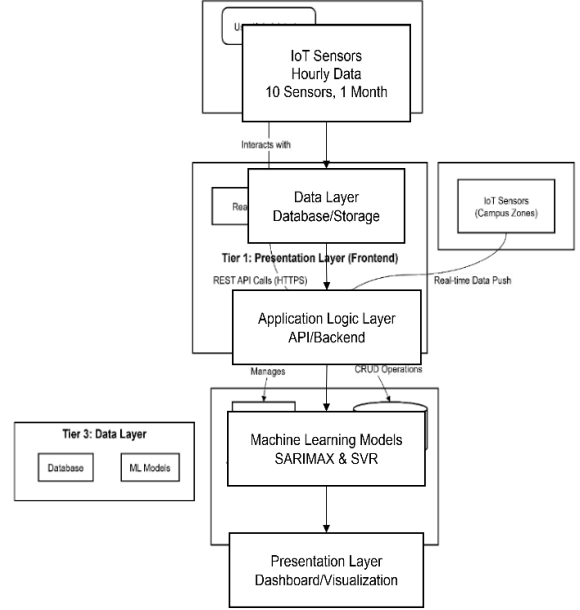 IoT Sensors
Hourly Data
10 Sensors, 1 Month
Interacts with
Data Layer
Database/Storage
IoT Sensors
(Campus Zones)
Tier 1: Presentation Layer (Frontend)
REST API Calls (HTTPS)
Real-time Data Push
Application Logic Layer
API/Backend
Manages
CRUD Operations
Tier 3: Data Layer
Database
ML Models
Machine Learning Models
SARIMAX & SVR
Presentation Layer
Dashboard/Visualization